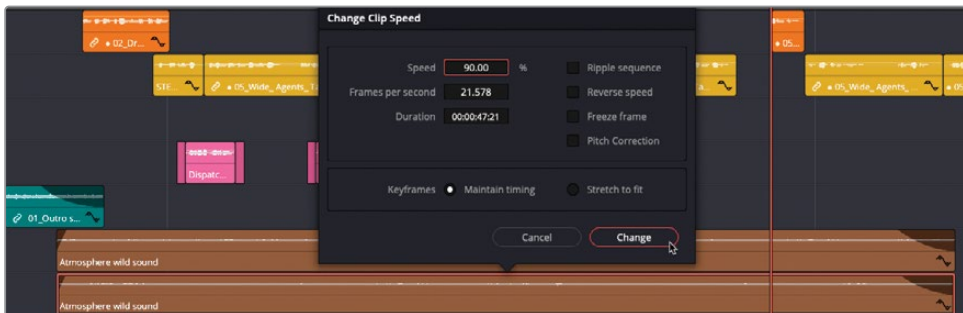 Change Clip Speed
02_Dr...
05...
Speed 90.00 % Ripple sequence
STE... 05_Wide_Agents_Ta
a...
05_Wide_Agents_...
05
Frames per second 21.578 Reverse speed
Duration 00:00:47:21 Freeze frame
Pitch Correction
Dispatc...
Keyframes Maintain timing Stretch to fit
01_Outro s...
Cancel Change
Atmosphere wild sound
Atmosphere wild sound